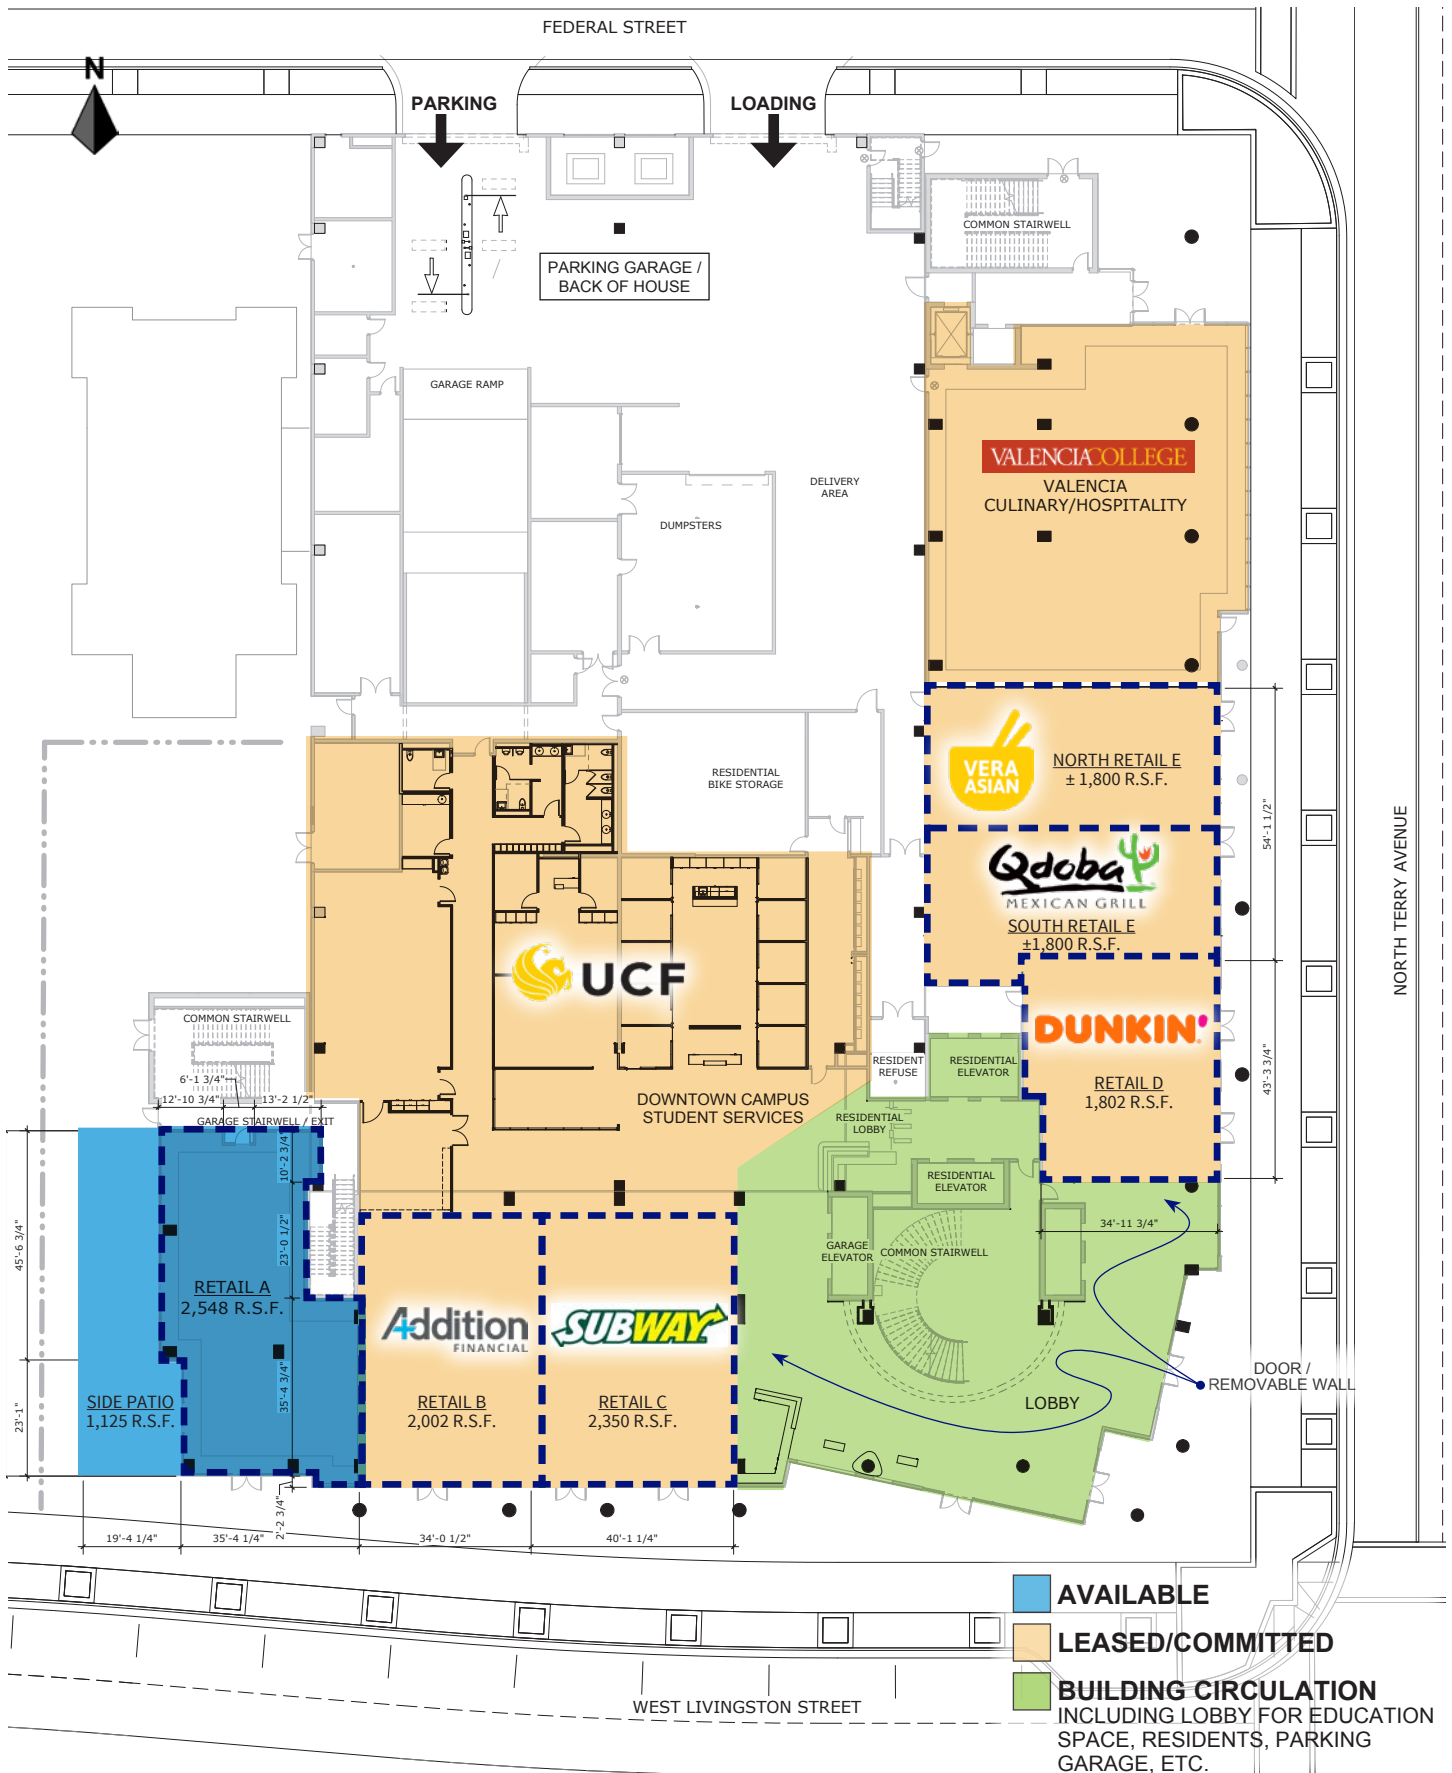 FEDERAL STREET
N
PARKING
LOADING
COMMON STAIRWELL
PARKING GARAGE /
BACK OF HOUSE
GARAGE RAMP
VALENCIACOLLEGE
VALENCIA
CULINARY/HOSPITALITY
DELIVERY
AREA
DUMPSTERS
VERA
ASIAN
NORTH RETAIL E
± 1,800 R.S.F.
RESIDENTIAL
BIKE STORAGE
54'-1 1/2"
NORTH TERRY AVENUE
Qdoba
MEXICAN GRILL
SOUTH RETAIL E
±1,800 R.S.F.
UCF
COMMON STAIRWELL
DUNKIN'
RESIDENT
REFUSE
RESIDENTIAL
ELEVATOR
43'-3 3/4"
6'-1 3/4"
12'-10 3/4"
13'-2 1/2"
RETAIL D
1,802 R.S.F.
DOWNTOWN CAMPUS
STUDENT SERVICES
GARAGE STAIRWELL / EXIT
RESIDENTIAL
LOBBY
10'-2 3/4"
RESIDENTIAL
ELEVATOR
45'-6 3/4"
23'-0 1/2"
34'-11 3/4"
GARAGE
ELEVATOR
COMMON STAIRWELL
RETAIL A
2,548 R.S.F.
Addition
FINANCIAL
SUBWAY
DOOR /
REMOVABLE WALL
35'-4 3/4"
SIDE PATIO
1,125 R.S.F.
23'-1"
RETAIL B
2,002 R.S.F.
RETAIL C
2,350 R.S.F.
LOBBY
2'-2 3/4"
19'-4 1/4"
35'-4 1/4"
34'-0 1/2"
40'-1 1/4"
AVAILABLE
LEASED/COMMITTED
BUILDING CIRCULATION
INCLUDING LOBBY FOR EDUCATION
SPACE, RESIDENTS, PARKING
GARAGE, ETC.
WEST LIVINGSTON STREET